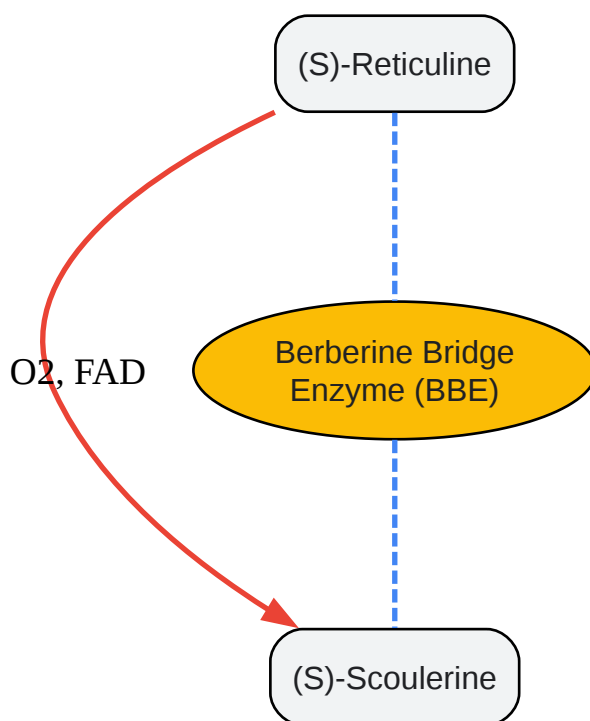 (S)-Reticuline
Berberine Bridge
Enzyme (BBE)
O2, FAD
(S)-Scoulerine